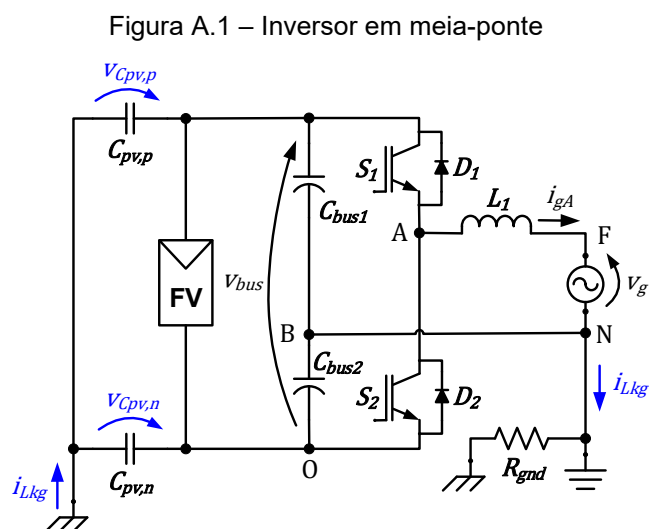 Figura A.1 – Inversor em meia-ponte
vCpv,p
Cpv,p
S1
D1
Cbus1
L1
igA
A
F
FV
vbus
vg
B
N
Cbus2
S2
D2
vCpv,n
iLkg
Cpv,n
O
Rgnd
iLkg